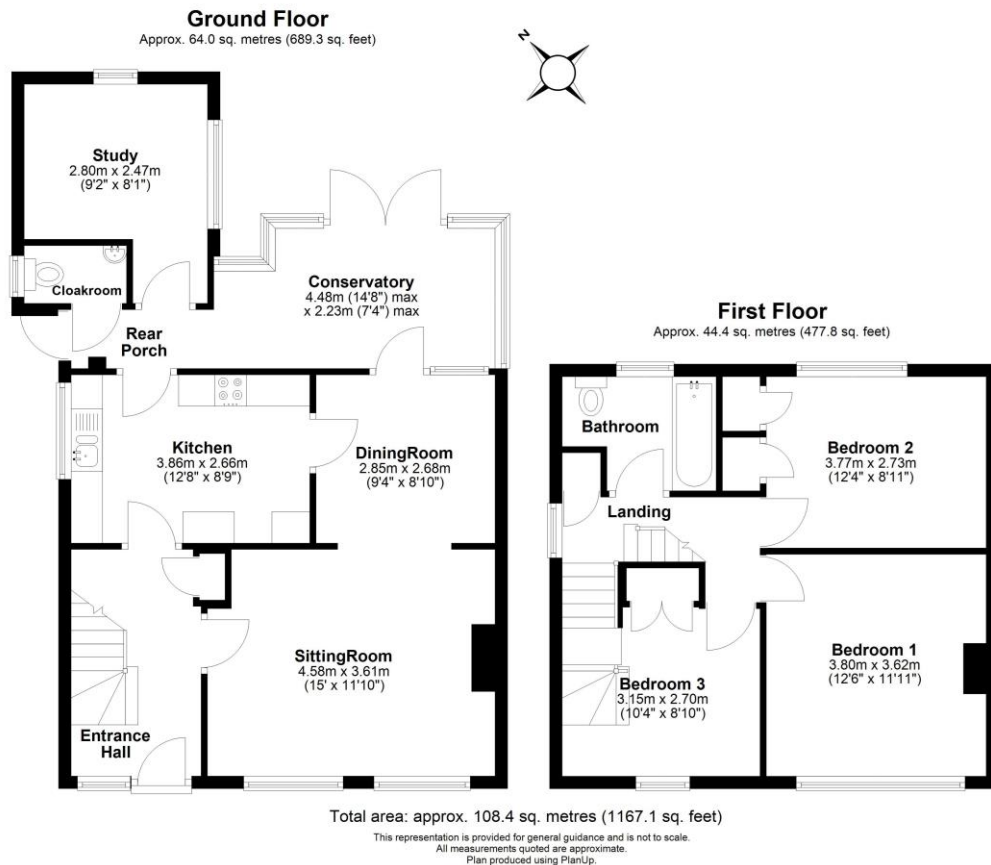 Ground Floor
Approx. 64.0 sq. metres (689.3 sq. feet)
N
Study
2.80m x 2.47m
(9'2" x 8'1")
Cloakroom
Conservatory
4.48m (14'8") max
x 2.23m (7'4") max
Rear
Porch
Kitchen
3.86m x 2.66m
(12'8" x 8'9")
DiningRoom
2.85m x 2.68m
(9'4" x 8'10")
SittingRoom
4.58m x 3.61m
(15' x 11'10")
Entrance
Hall
First Floor
Approx. 44.4 sq. metres (477.8 sq. feet)
Bathroom
Bedroom 2
3.77m x 2.73m
(12'4" x 8'11")
Landing
Bedroom 1
3.80m x 3.62m
(12'6" x 11'11")
Bedroom 3
3.15m x 2.70m
(10'4" x 8'10")
Total area: approx. 108.4 sq. metres (1167.1 sq. feet)
This representation is provided for general guidance and is not to scale.
All measurements quoted are approximate.
Plan produced using PlanUp.